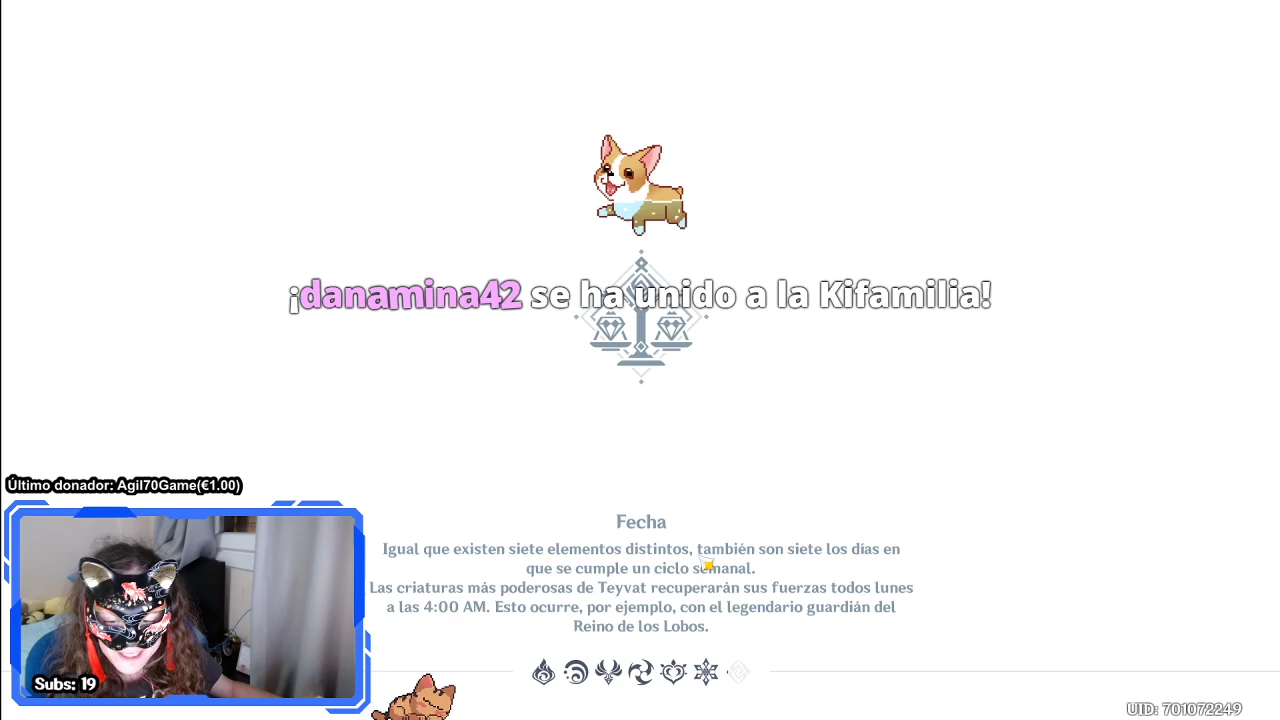 ¡danamina42 se ha unido a la Kifamilia!
Último donador: Agil70Game(€1.00)
Fecha
Igual que existen siete elementos distintos, también son siete los días en
que se cumple un ciclo semanal.
Las criaturas más poderosas de Teyvat recuperarán sus fuerzas todos lunes
a las 4:00 AM. Esto ocurre, por ejemplo, con el legendario guardián del
Reino de los Lobos.
Subs: 19
UID: 701072249